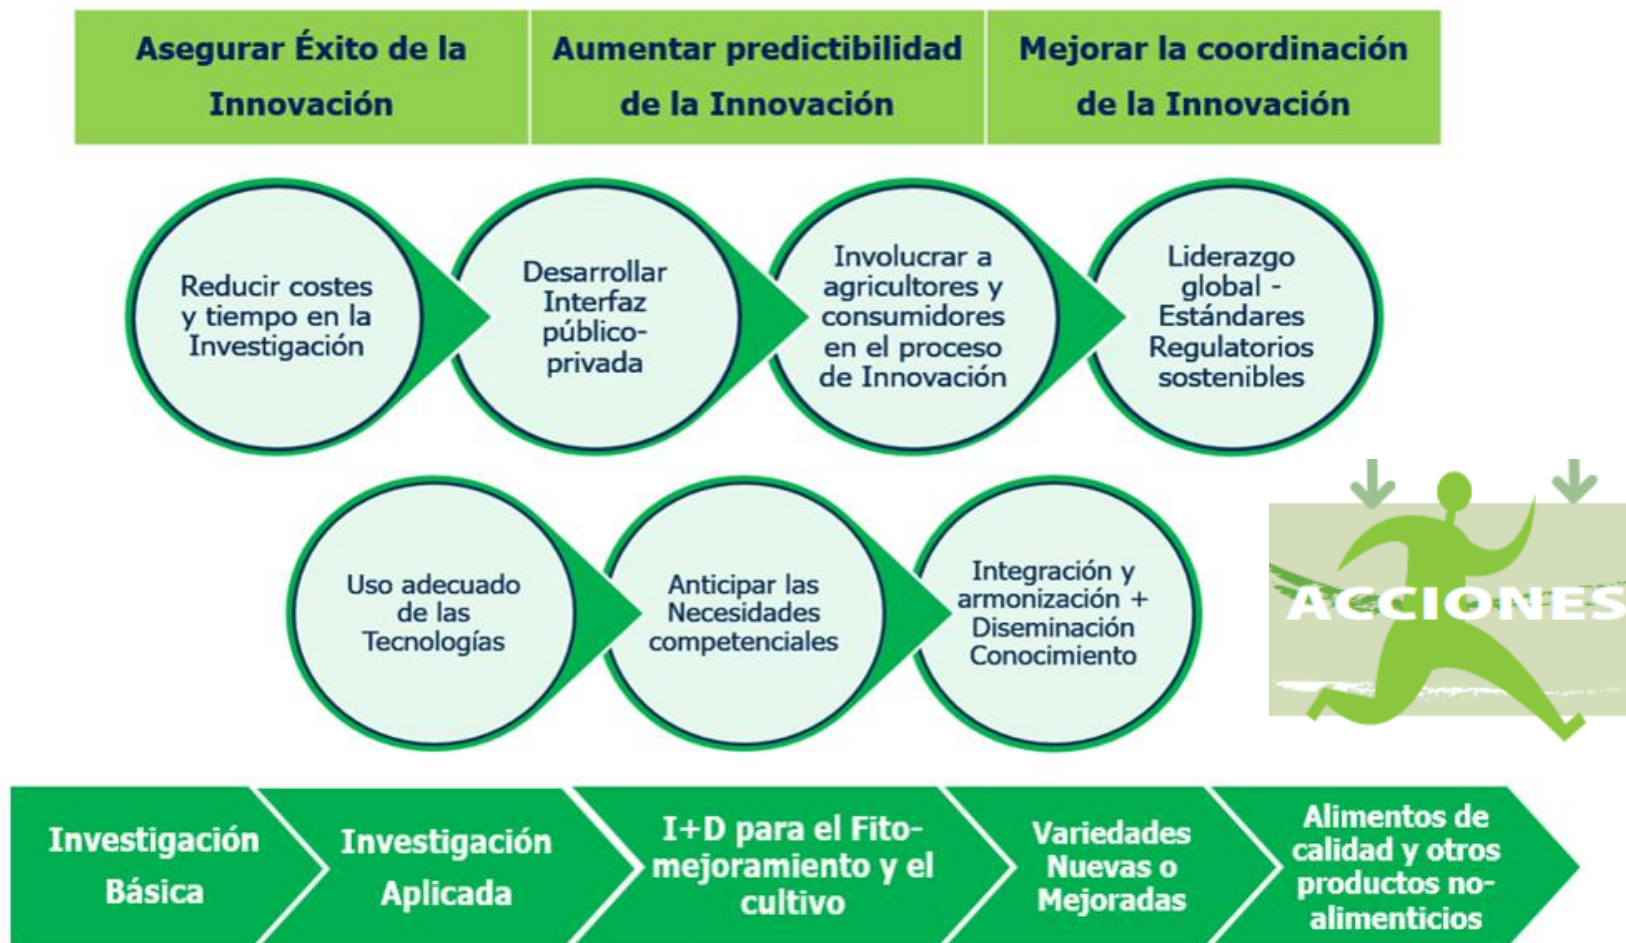 Asegurar Éxito de la
Innovación
Aumentar predictibilidad
de la Innovación
Mejorar la coordinación
de la Innovación
Reducir costes
y tiempo en la
Investigación
Desarrollar
Interfaz
público-
privada
Involucrar a
agricultores y
consumidores
en el proceso
de Innovación
Liderazgo
global -
Estándares
Regulatorios
sostenibles
Uso adecuado
de las
Tecnologías
Anticipar las
Necesidades
competenciales
Integración y
armonización +
Diseminación
Conocimiento
ACCIONES
Investigación
Básica
Investigación
Aplicada
I+D para el Fito-
mejoramiento y el
cultivo
Variedades
Nuevas o
Mejoradas
Alimentos de
calidad y otros
productos no-
alimenticios